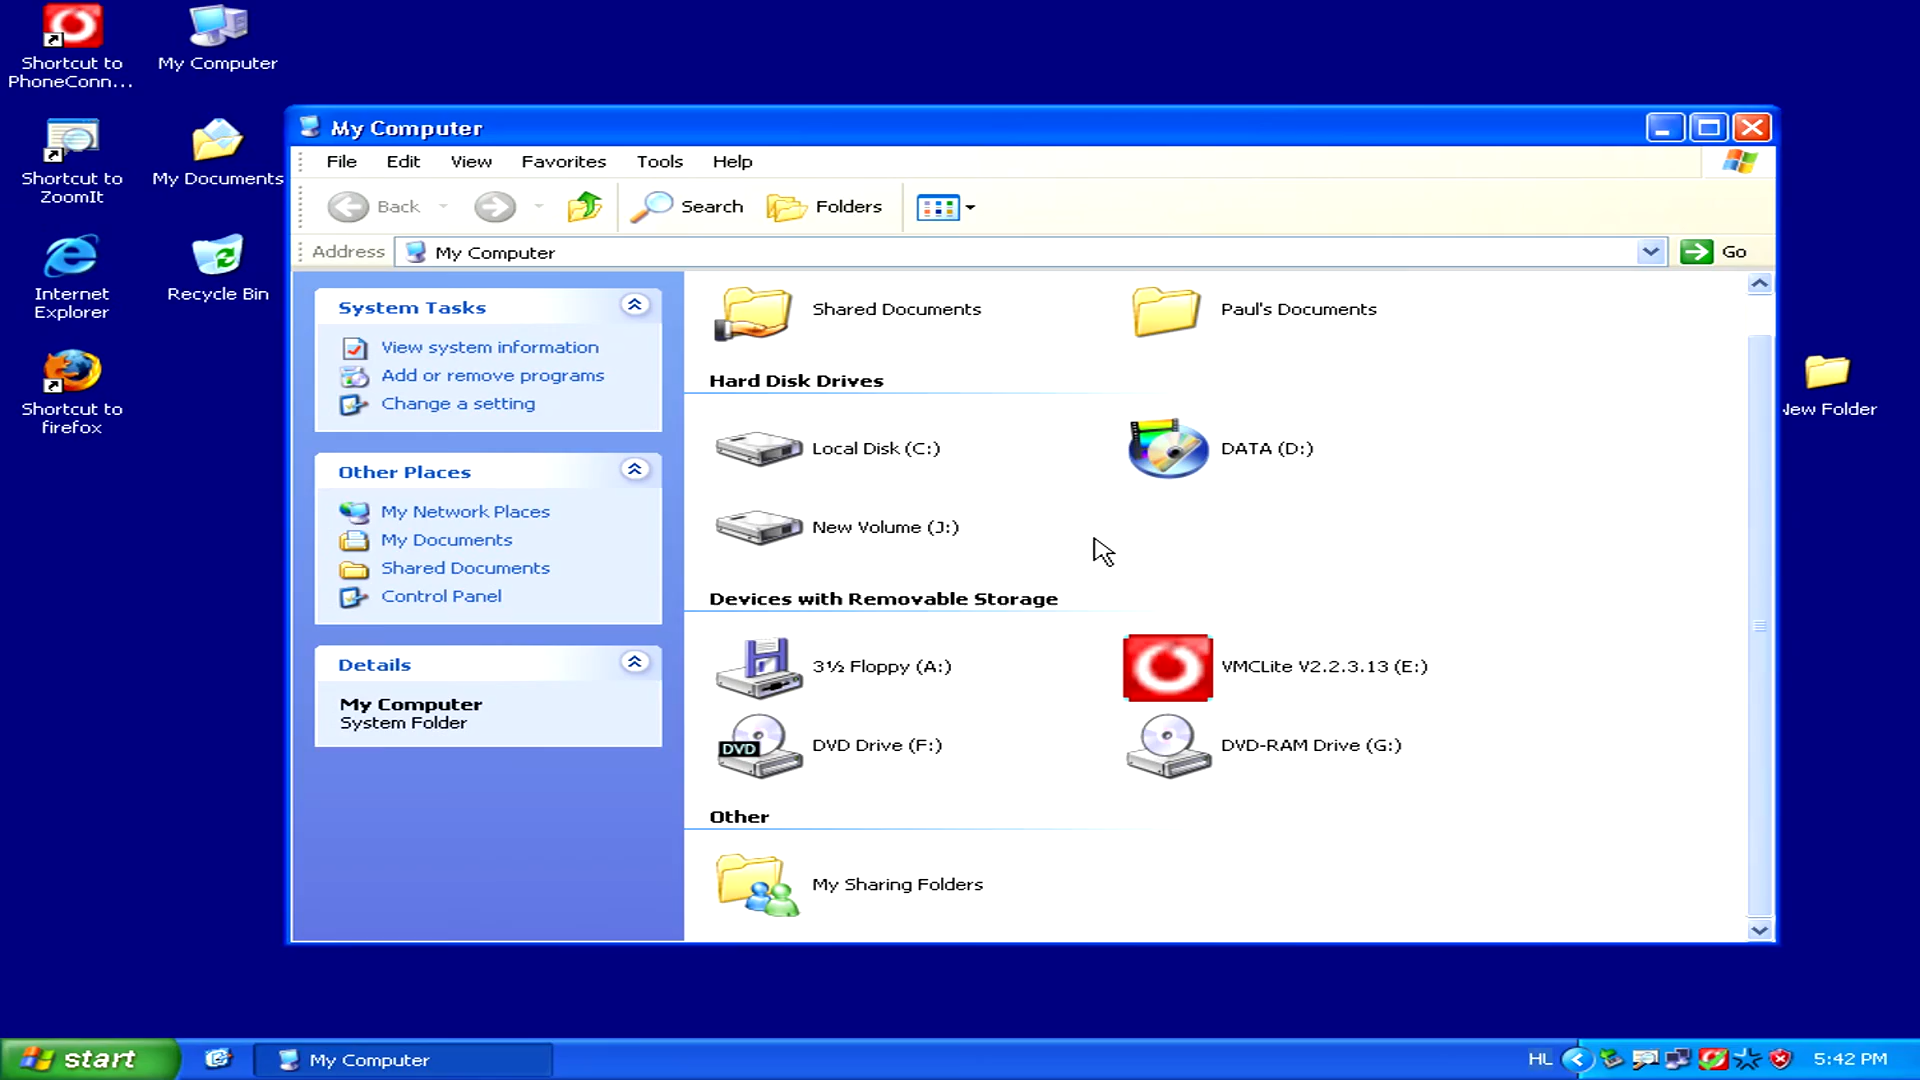 Shortcut to
PhoneConn...
My Computer
Shortcut to
ZoomIt
My Documents
Internet
Explorer
Recycle Bin
Shortcut to
firefox
New Folder
My Computer
File Edit View Favorites Tools Help
Back Search Folders
Address My Computer Go
System Tasks
View system information
Add or remove programs
Change a setting
Other Places
My Network Places
My Documents
Shared Documents
Control Panel
Details
My Computer
System Folder
Shared Documents Paul's Documents
Hard Disk Drives
Local Disk (C:) DATA (D:)
New Volume (J:)
Devices with Removable Storage
3½ Floppy (A:) VMCLite V2.2.3.13 (E:)
DVD
DVD Drive (F:) DVD-RAM Drive (G:)
Other
My Sharing Folders
start My Computer HL 5:42 PM